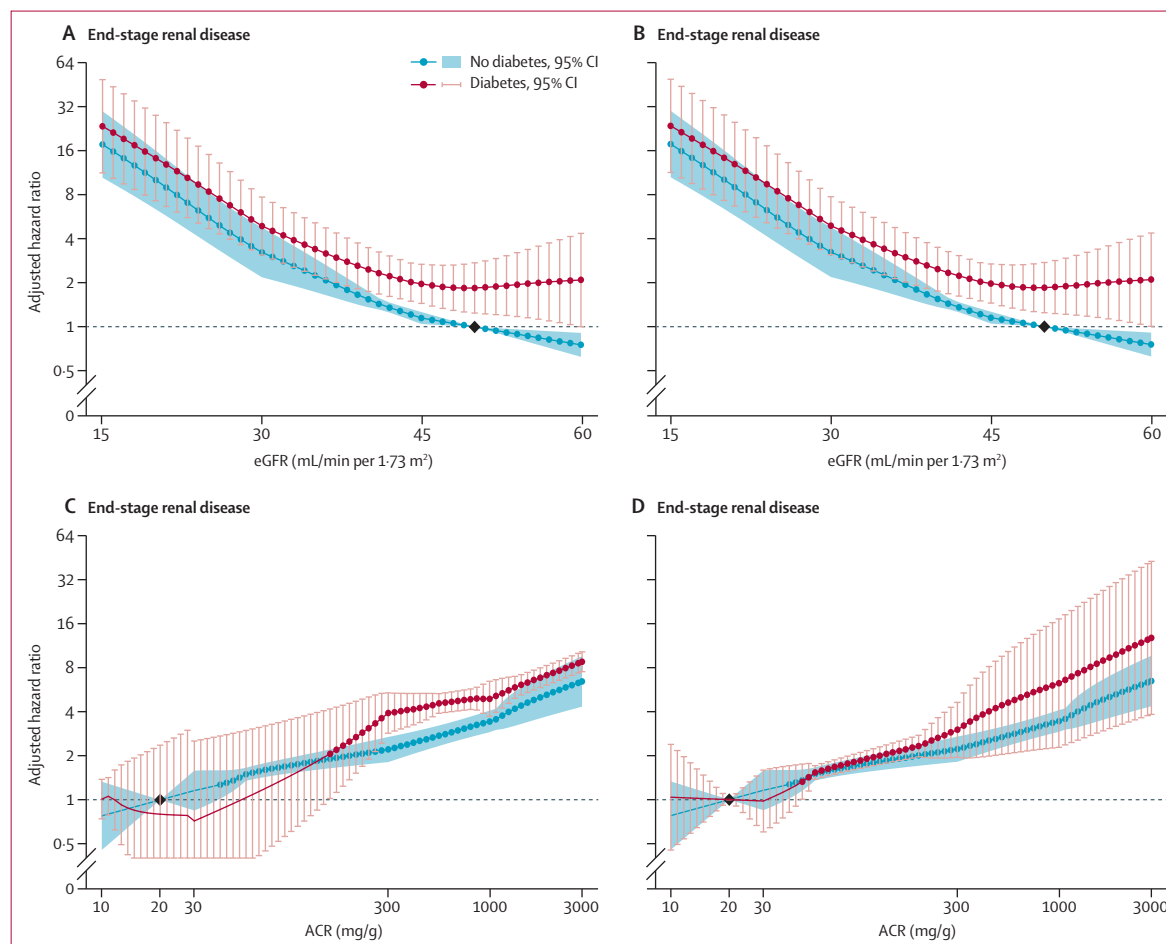 A End-stage renal disease
B End-stage renal disease
No diabetes, 95% CI
Diabetes, 95% CI
Adjusted hazard ratio
64
32
16
8
4
2
1
0·5
0
15 30 45 60
eGFR (mL/min per 1·73 m²)
15 30 45 60
eGFR (mL/min per 1·73 m²)
C End-stage renal disease
D End-stage renal disease
Adjusted hazard ratio
64
32
16
8
4
2
1
0·5
0
10 20 30 300 1000 3000
ACR (mg/g)
10 20 30 300 1000 3000
ACR (mg/g)